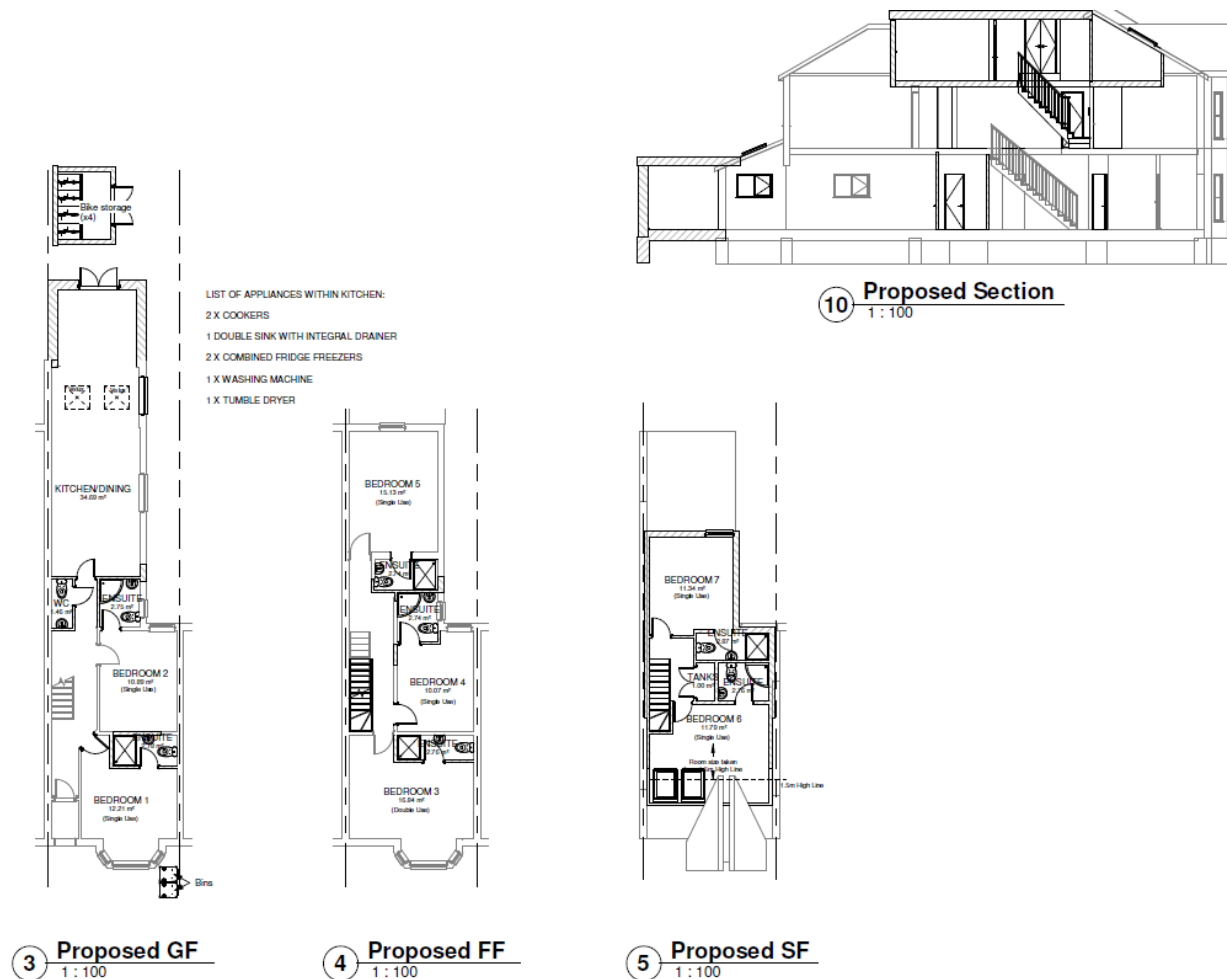 Bike storage
(x4)
LIST OF APPLIANCES WITHIN KITCHEN:
2 X COOKERS
1 DOUBLE SINK WITH INTEGRAL DRAINER
2 X COMBINED FRIDGE FREEZERS
1 X WASHING MACHINE
1 X TUMBLE DRYER
KITCHEN/DINING
34.69 m²
WC
ENSUITE
2.75 m²
BEDROOM 2
(Single Use)
ENSUITE
BEDROOM 1
12.21 m²
(Single Use)
Bins
3 Proposed GF
1 : 100
BEDROOM 5
15.13 m²
(Single Use)
ENSUITE
ENSUITE
2.74 m²
BEDROOM 4
10.07 m²
(Single Use)
ENSUITE
2.76 m²
BEDROOM 3
(Double Use)
4 Proposed FF
1 : 100
10 Proposed Section
1 : 100
BEDROOM 7
11.34 m²
(Single Use)
ENSUITE
TANKS
1.00 m²
ENSUITE
BEDROOM 6
11.79 m²
(Single Use)
Room size taken
High Line
1.5m High Line
5 Proposed SF
1 : 100